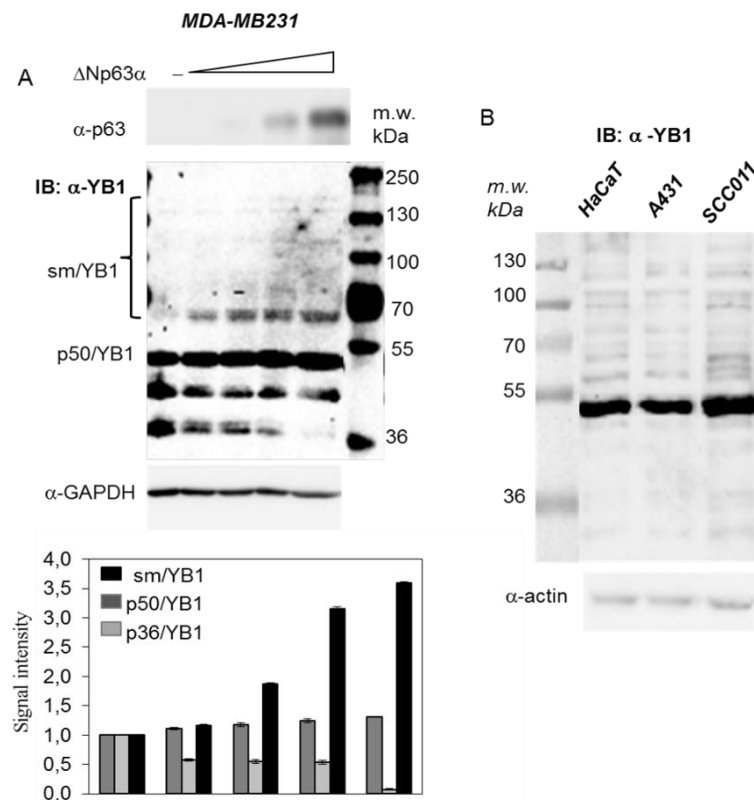 MDA-MB231
A
ΔNp63α
–
α-p63
m.w.
kDa
IB: α-YB1
250
130
sm/YB1
100
70
p50/YB1
55
36
α-GAPDH
4,0
3,5
3,0
2,5
2,0
1,5
1,0
0,5
0,0
Signal intensity
sm/YB1
p50/YB1
p36/YB1
B
IB: α -YB1
m.w.
kDa
HaCaT
A431
SCC011
130
100
70
55
36
α-actin